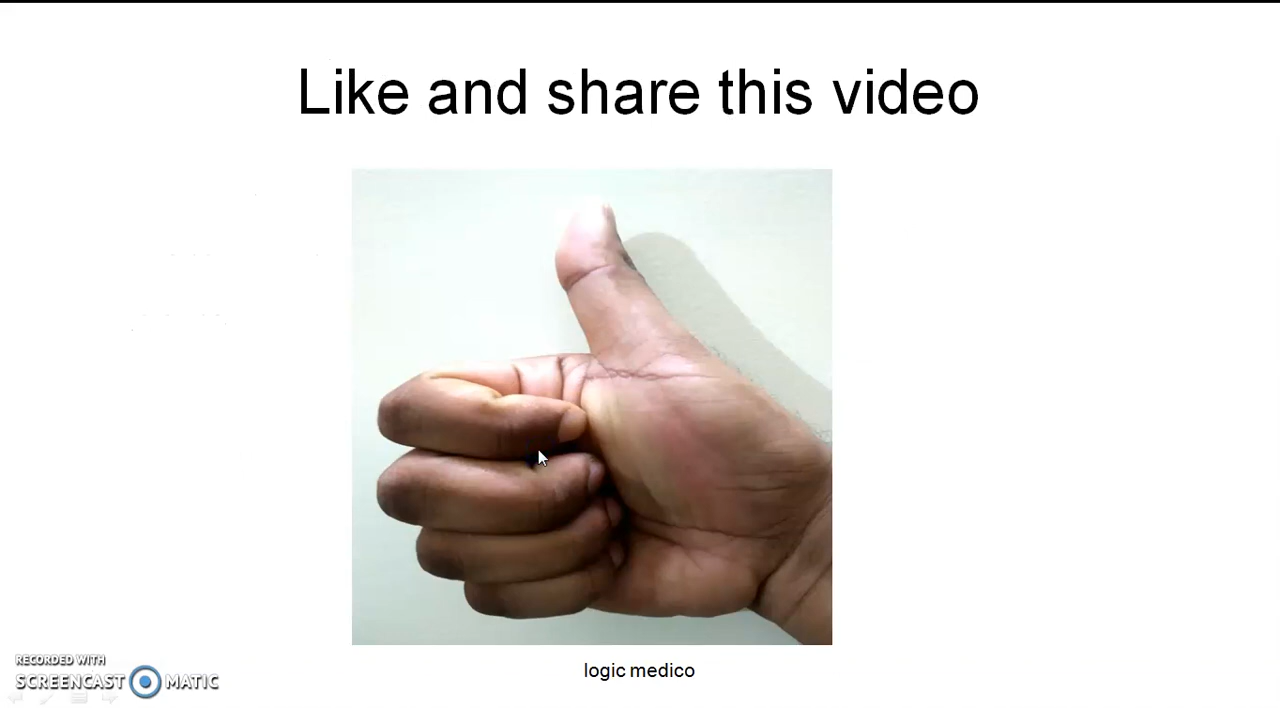 Like and share this video
logic medico
RECORDED WITH
SCREENCAST MATIC